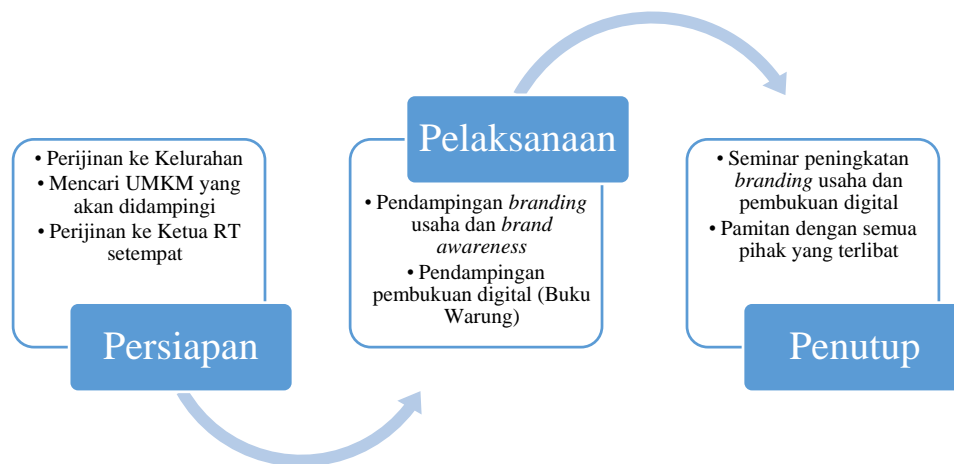 • Perijinan ke Kelurahan
• Mencari UMKM yang
akan didampingi
• Perijinan ke Ketua RT
setempat
Persiapan
Pelaksanaan
• Pendampingan branding
usaha dan brand
awareness
• Pendampingan
pembukuan digital (Buku
Warung)
• Seminar peningkatan
branding usaha dan
pembukuan digital
• Pamitan dengan semua
pihak yang terlibat
Penutup